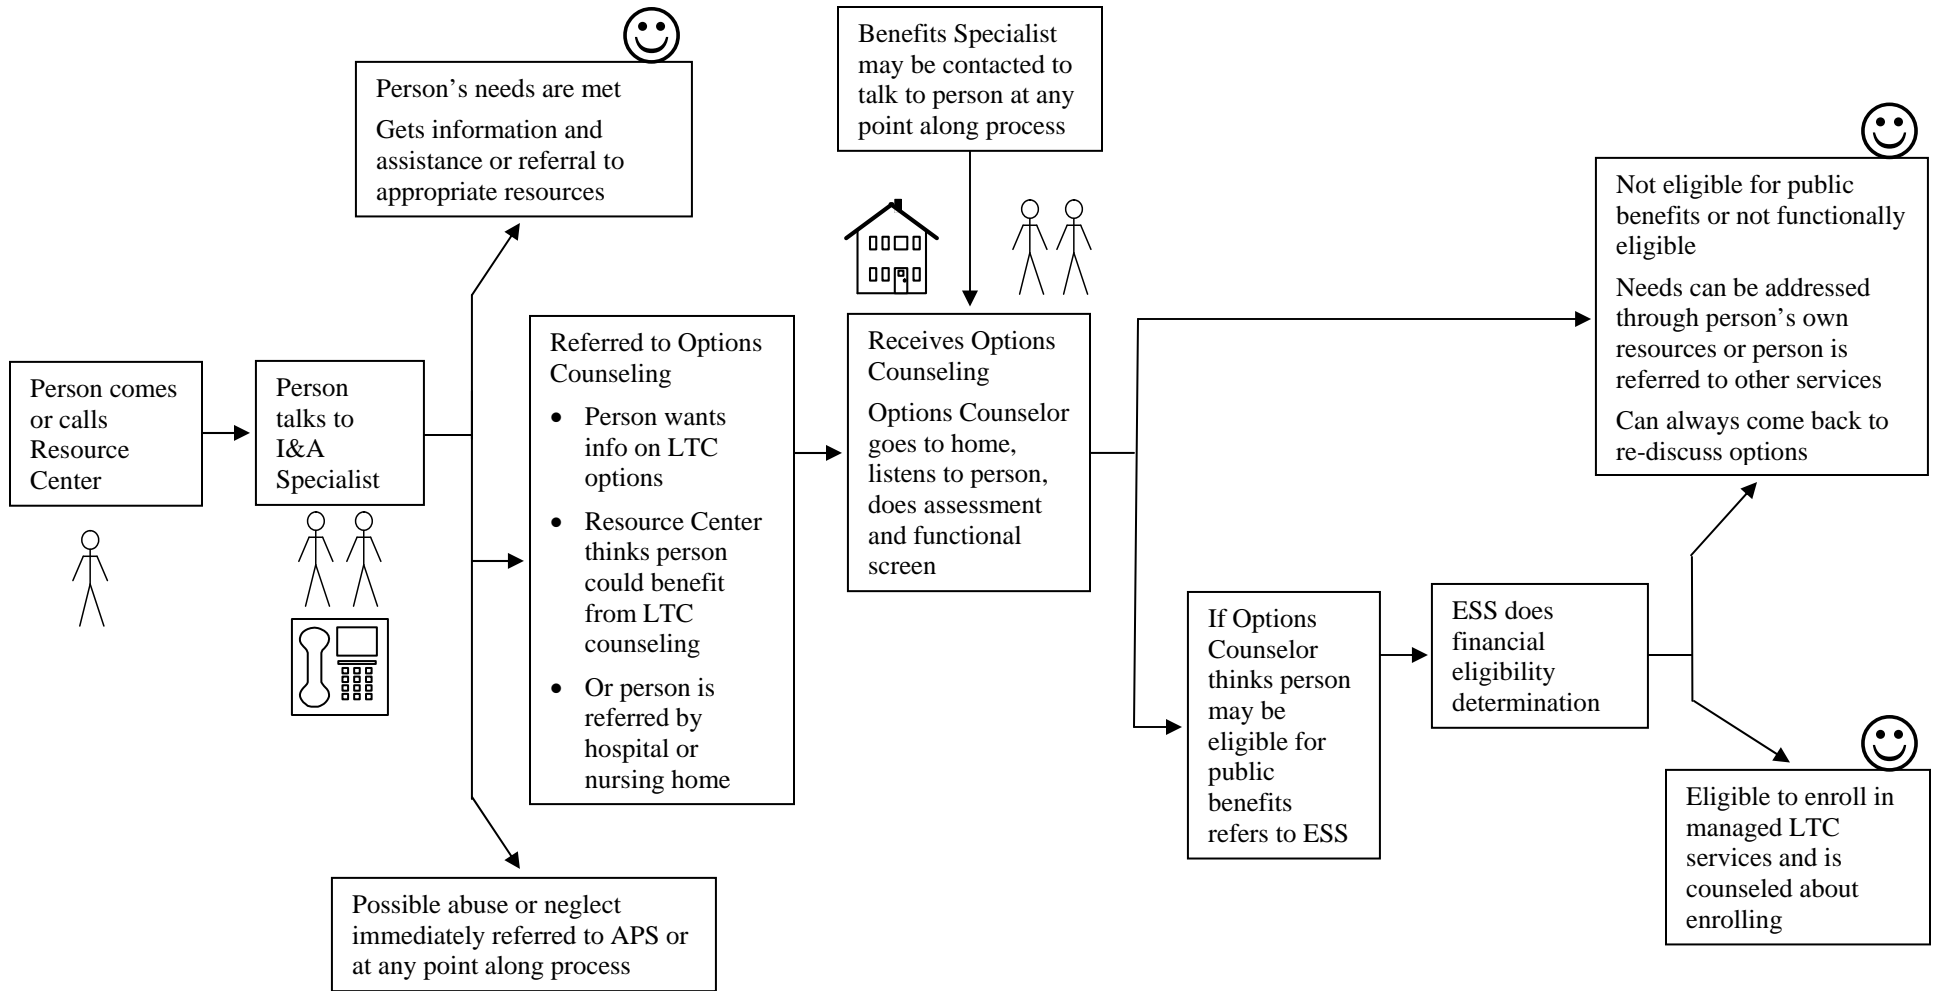 Person comes
or calls
Resource
Center
Person
talks to
I&A
Specialist
Person’s needs are met
Gets information and
assistance or referral to
appropriate resources
Referred to Options
Counseling
• Person wants
info on LTC
options
• Resource Center
thinks person
could benefit
from LTC
counseling
• Or person is
referred by
hospital or
nursing home
Possible abuse or neglect
immediately referred to APS or
at any point along process
Benefits Specialist
may be contacted to
talk to person at any
point along process
Receives Options
Counseling
Options Counselor
goes to home,
listens to person,
does assessment
and functional
screen
If Options
Counselor
thinks person
may be
eligible for
public
benefits
refers to ESS
ESS does
financial
eligibility
determination
Not eligible for public
benefits or not functionally
eligible
Needs can be addressed
through person’s own
resources or person is
referred to other services
Can always come back to
re-discuss options
Eligible to enroll in
managed LTC
services and is
counseled about
enrolling